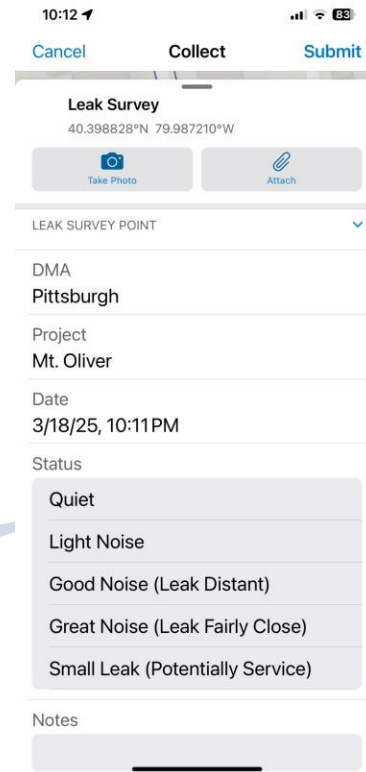 10:12
83
Cancel Collect Submit
Leak Survey
40.398828°N 79.987210°W
Take Photo Attach
LEAK SURVEY POINT
DMA
Pittsburgh
Project
Mt. Oliver
Date
3/18/25, 10:11 PM
Status
Quiet
Light Noise
Good Noise (Leak Distant)
Great Noise (Leak Fairly Close)
Small Leak (Potentially Service)
Notes